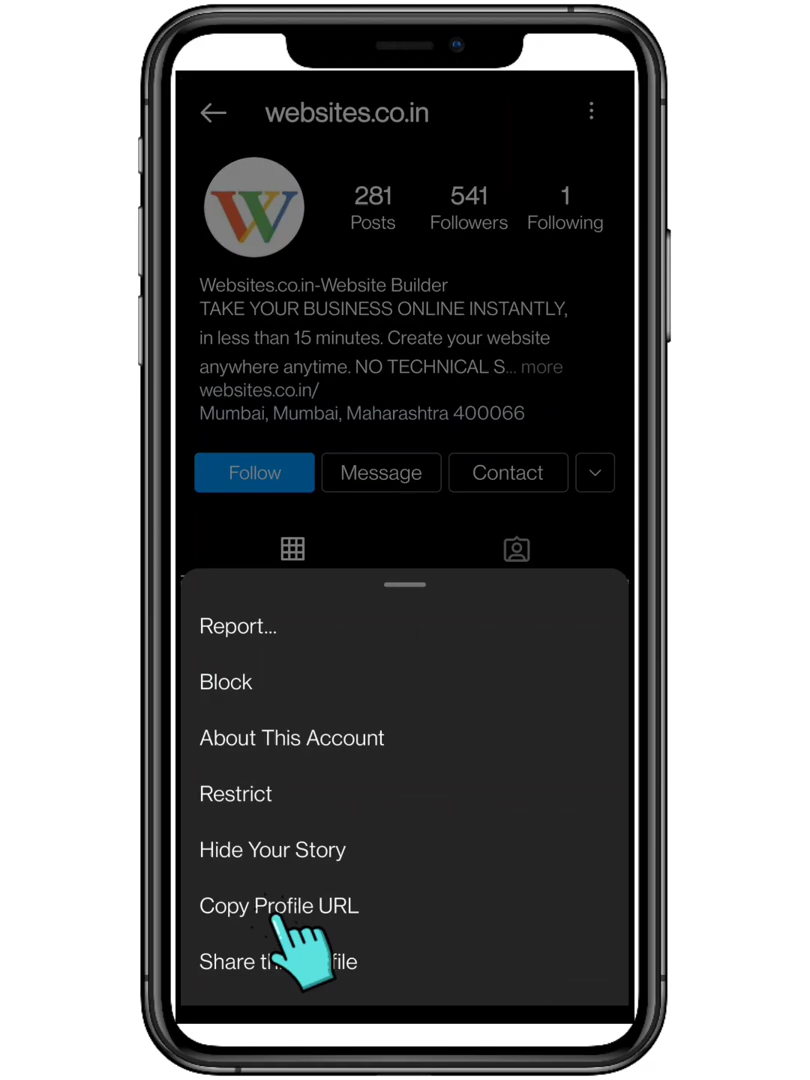 websites.co.in
W
281 541 1
Posts Followers Following
Websites.co.in-Website Builder
TAKE YOUR BUSINESS ONLINE INSTANTLY,
in less than 15 minutes. Create your website
anywhere anytime. NO TECHNICAL S... more
websites.co.in/
Mumbai, Mumbai, Maharashtra 400066
Follow Message Contact
Report...
Block
About This Account
Restrict
Hide Your Story
Copy Profile URL
Share